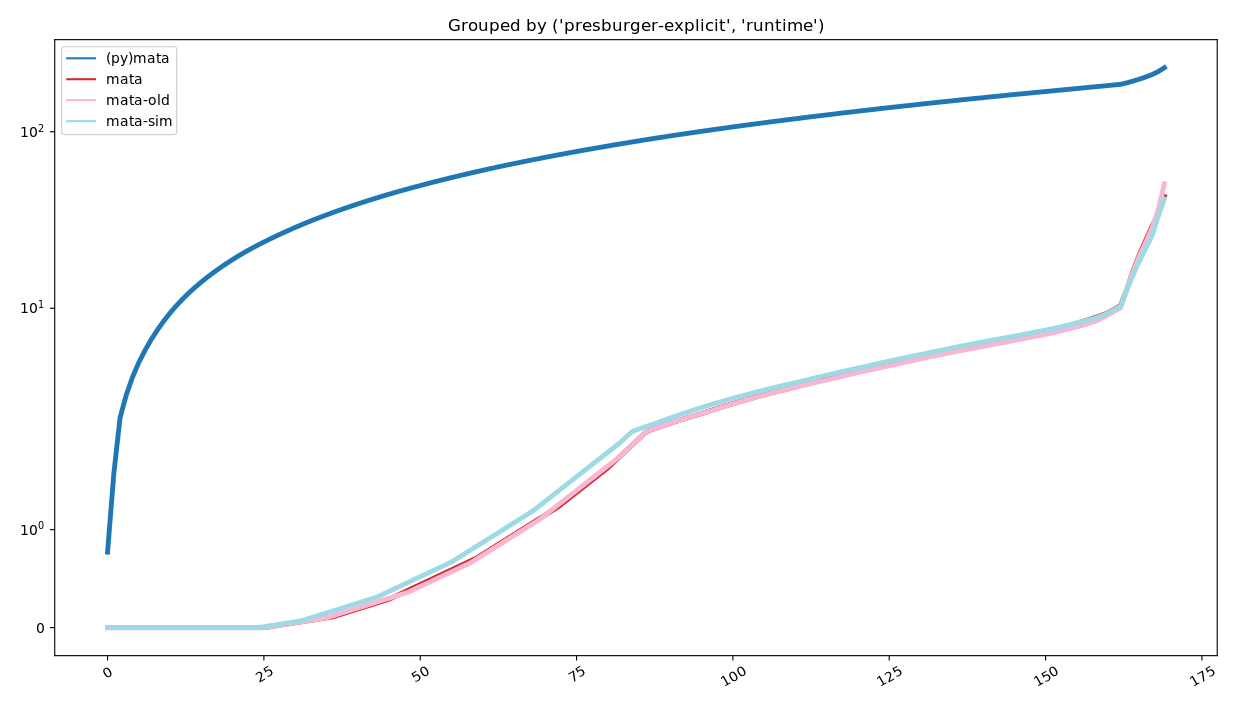 Grouped by ('presburger-explicit', 'runtime')
(py)mata
mata
mata-old
mata-sim
10²
10¹
10⁰
0
0
25
50
75
100
125
150
175